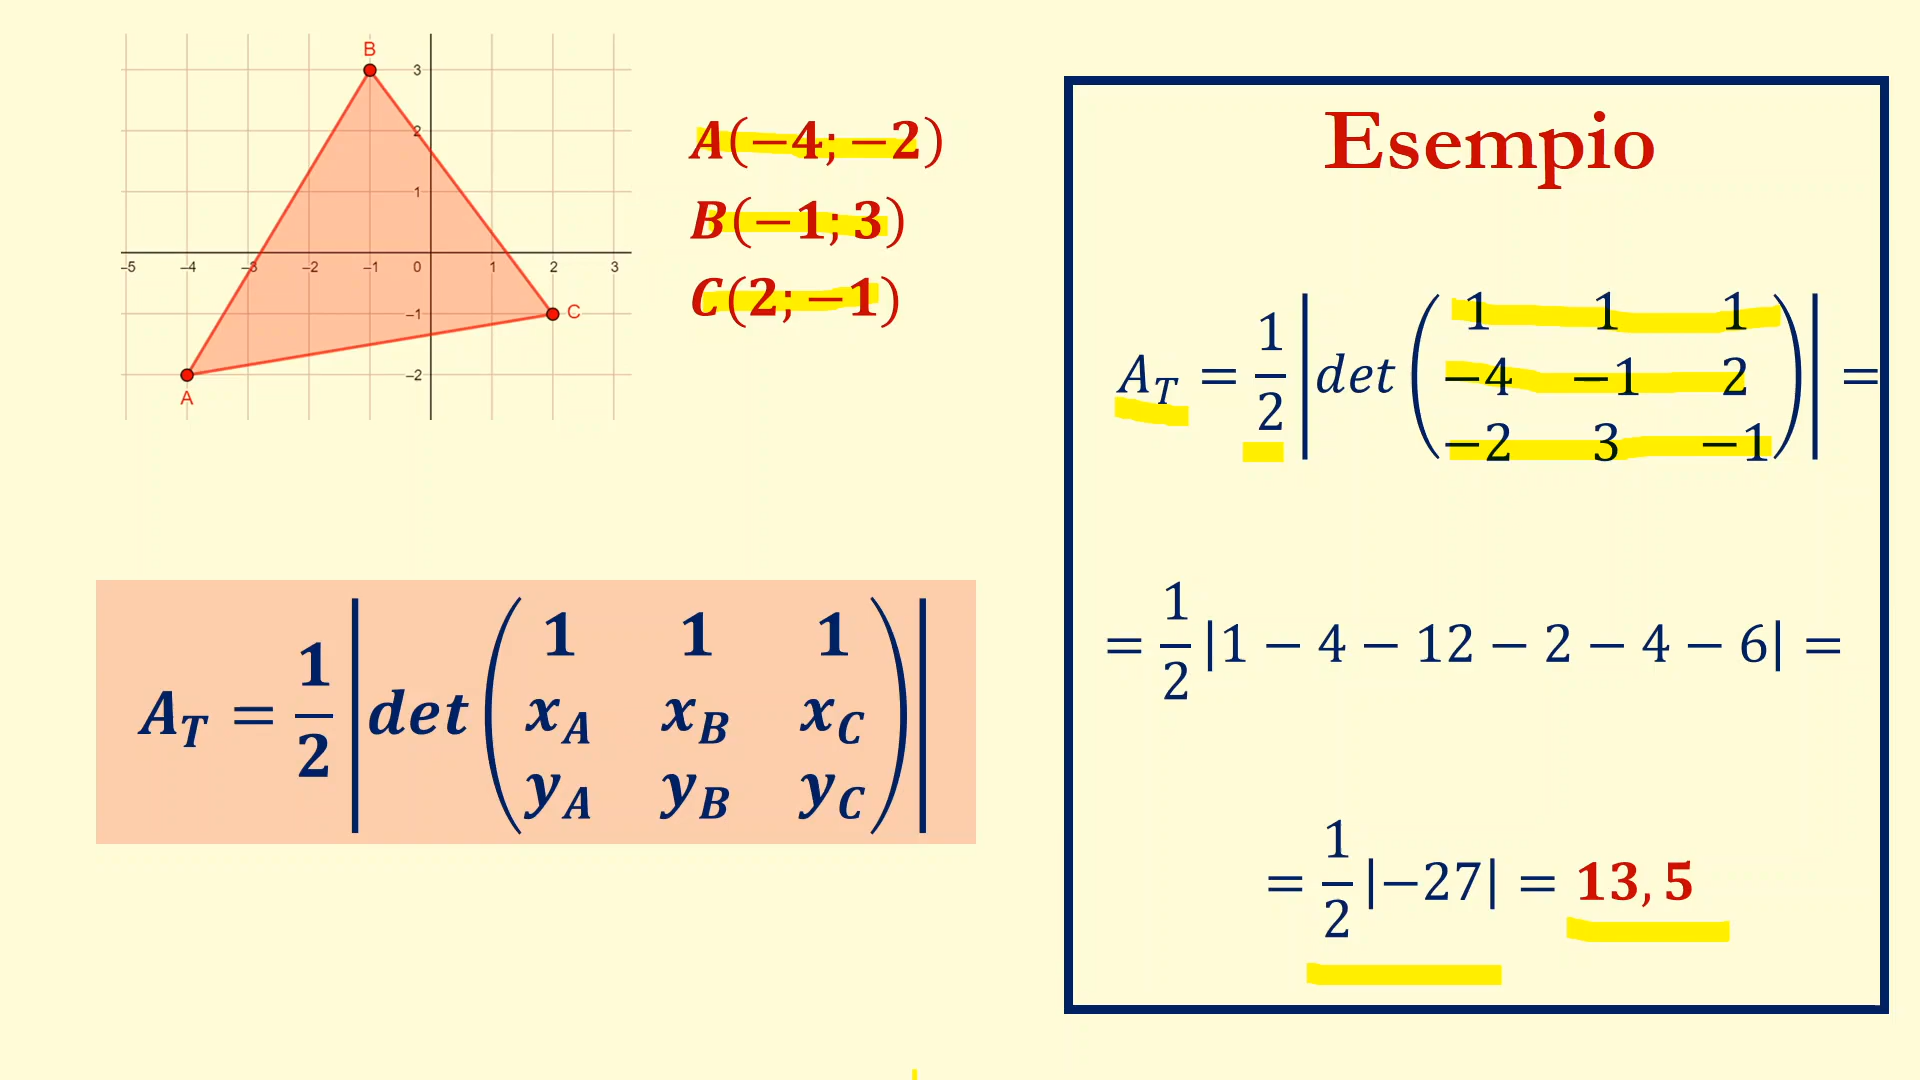 B
3
2
1
-5 -4 -3 -2 -1 0 1 2 3
-1
C
-2
A
A(-4; -2)
B(-1; 3)
C(2; -1)
A_T = 1/2 |det( 1 1 1
x_A x_B x_C
y_A y_B y_C )|
Esempio
A_T = 1/2 |det( 1 1 1
-4 -1 2
-2 3 -1 )| =
= 1/2 |1 - 4 - 12 - 2 - 4 - 6| =
= 1/2 |-27| = 13,5